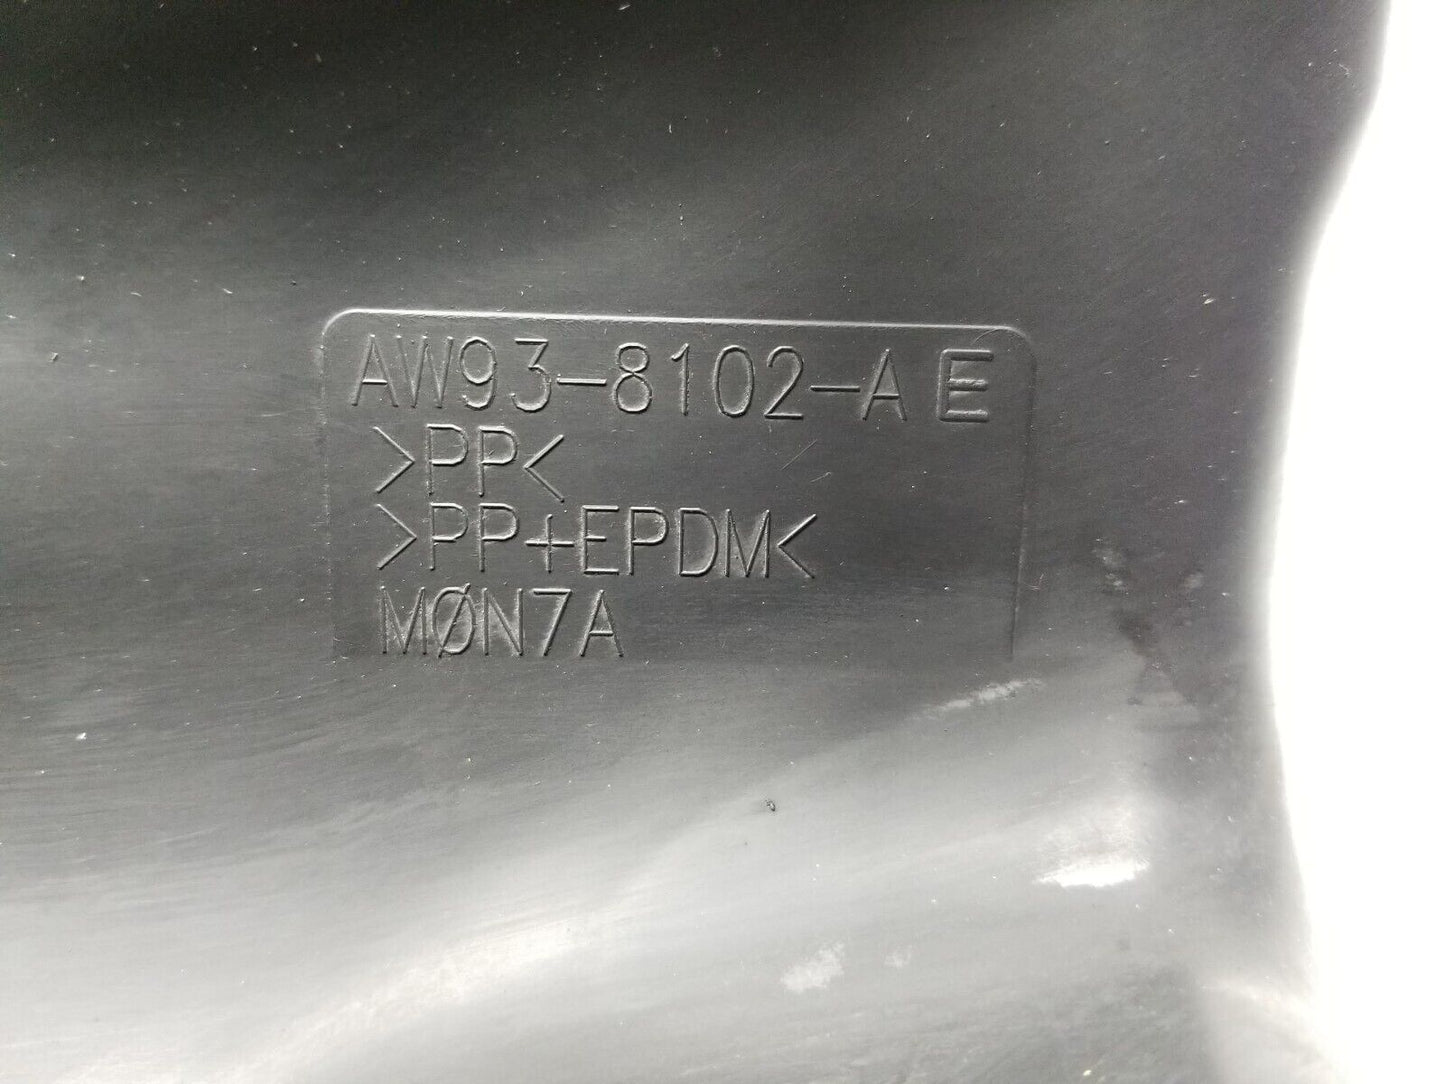 AW93-8102-A E
>PP<
>PP+EPDM<
MØN7A